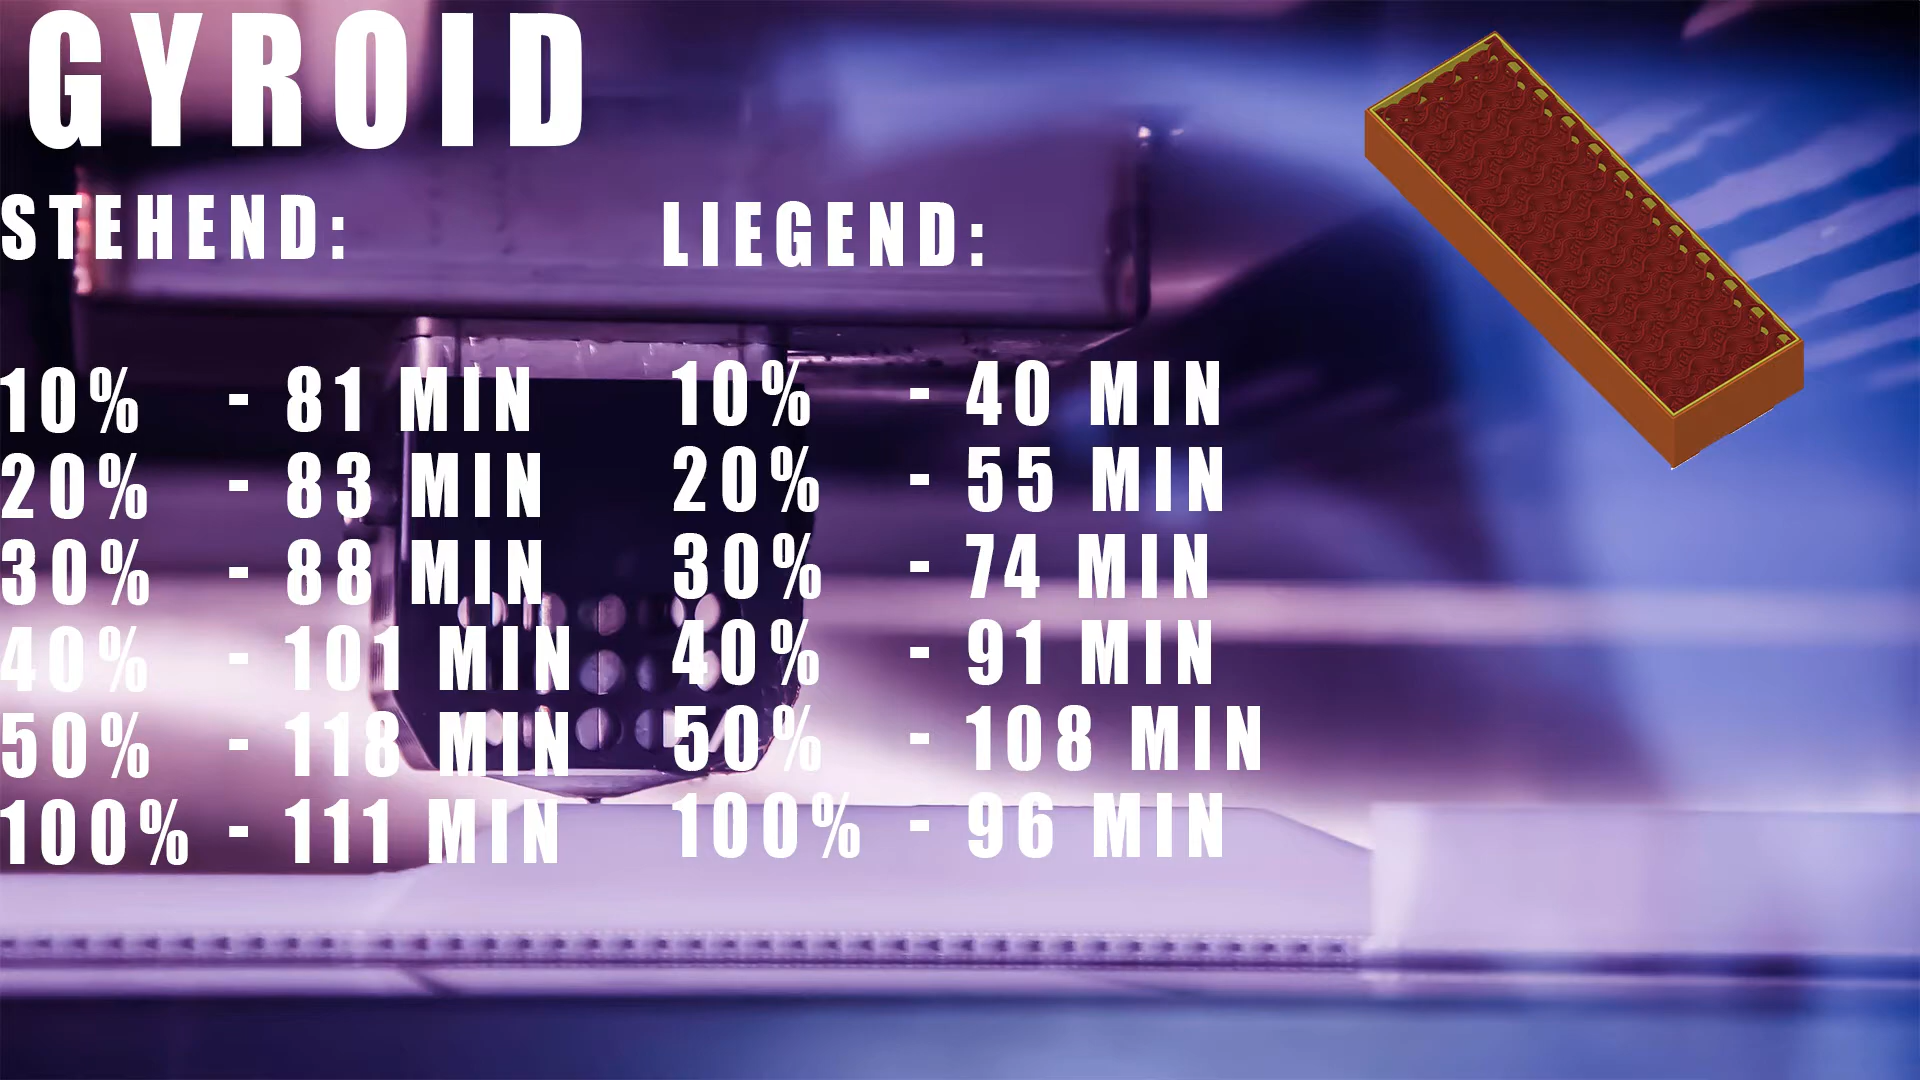 GYROID
STEHEND:
10% - 81 MIN
20% - 83 MIN
30% - 88 MIN
40% - 101 MIN
50% - 118 MIN
100% - 111 MIN
LIEGEND:
10% - 40 MIN
20% - 55 MIN
30% - 74 MIN
40% - 91 MIN
50% - 108 MIN
100% - 96 MIN